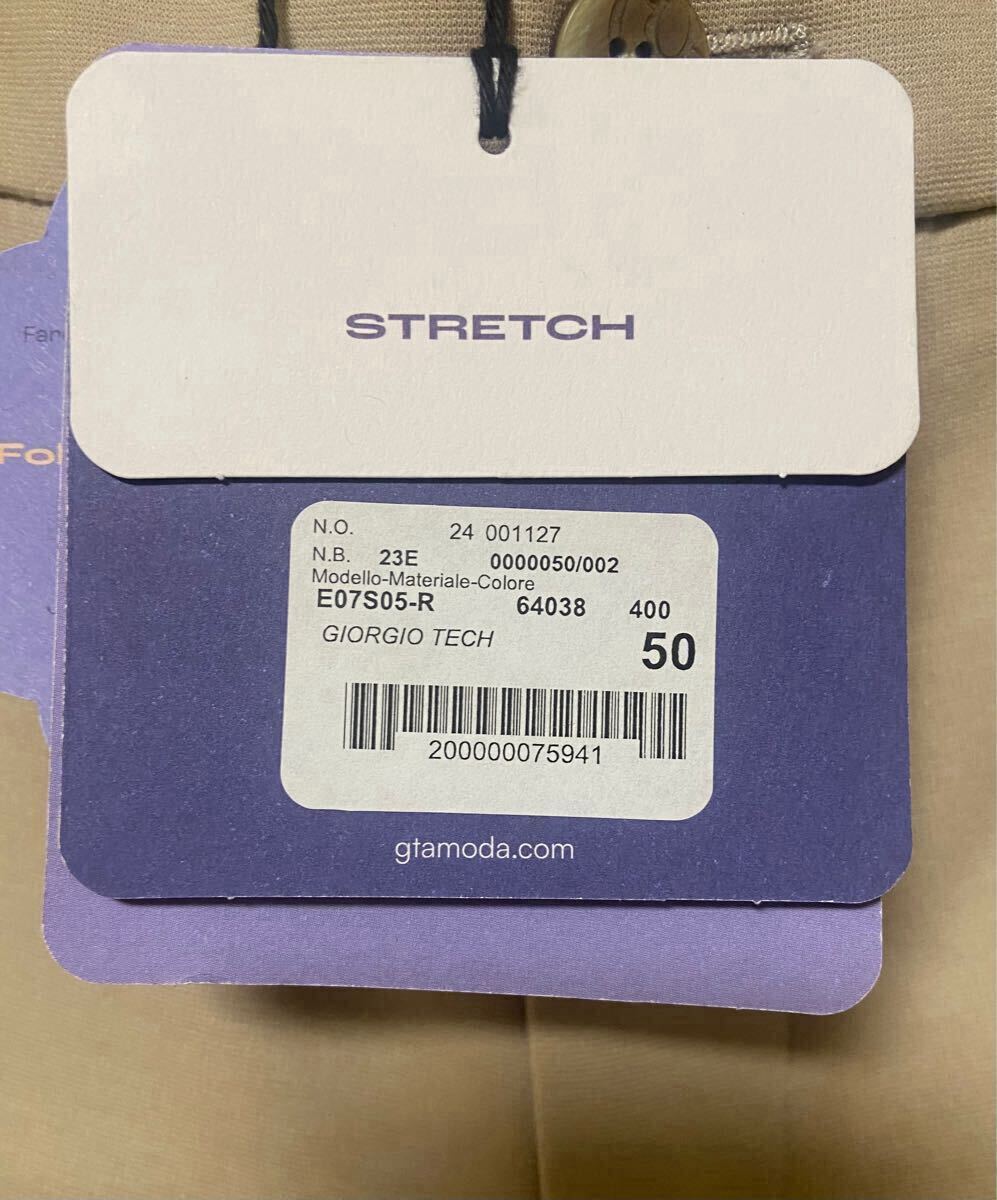 STRETCH
N.O. 24 001127
N.B. 23E 0000050/002
Modello-Materiale-Colore
E07S05-R 64038 400
GIORGIO TECH 50
200000075941
gtamoda.com